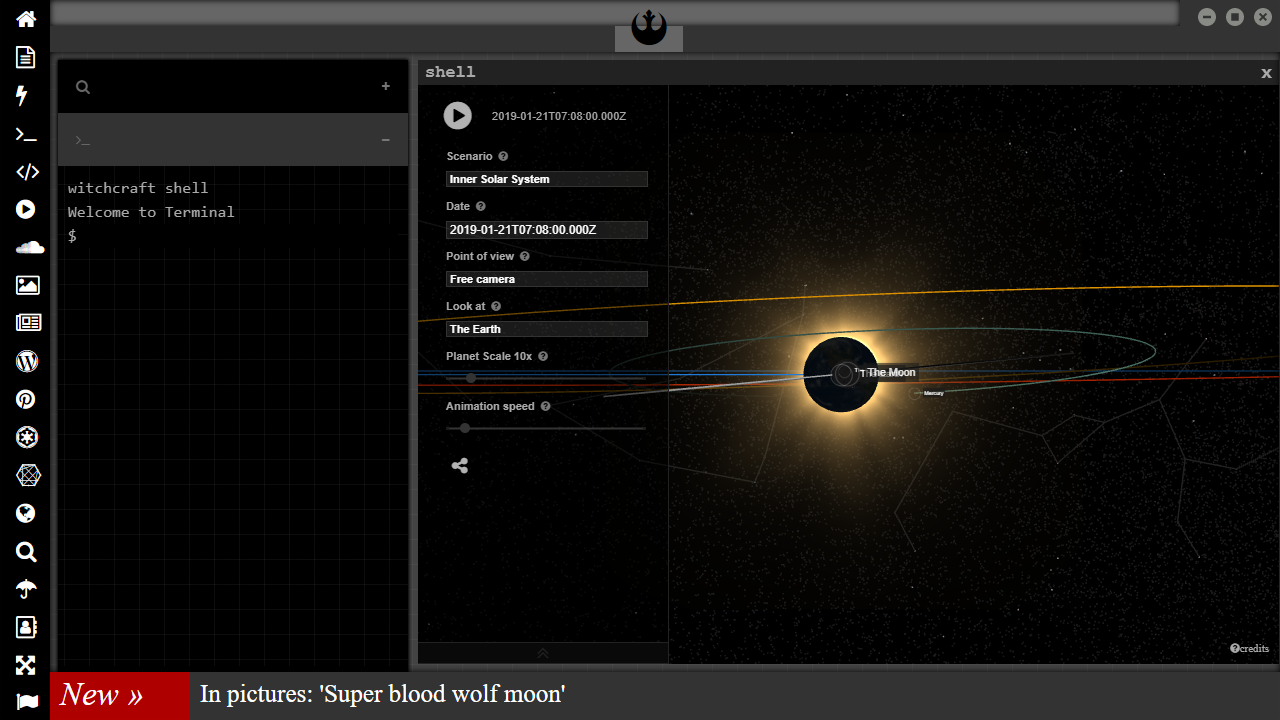 shell
x
witchcraft shell
Welcome to Terminal
$
2019-01-21T07:08:00.000Z
Scenario
Inner Solar System
Date
2019-01-21T07:08:00.000Z
Point of view
Free camera
Look at
The Earth
Planet Scale 10x
Animation speed
The Moon
Mercury
credits
New »
In pictures: 'Super blood wolf moon'